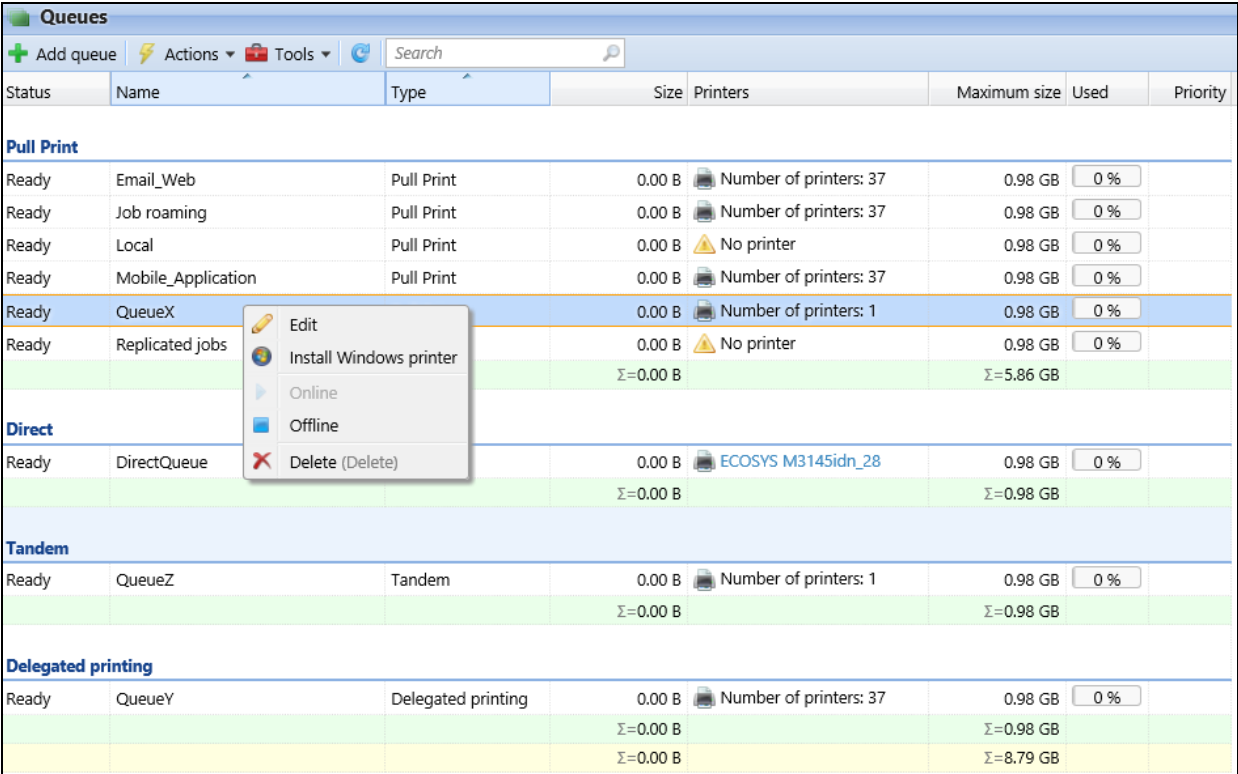 Queues
Add queue Actions Tools Search
Status Name Type Size Printers Maximum size Used Priority
Pull Print
Ready Email_Web Pull Print 0.00 B Number of printers: 37 0.98 GB 0 %
Ready Job roaming Pull Print 0.00 B Number of printers: 37 0.98 GB 0 %
Ready Local Pull Print 0.00 B No printer 0.98 GB 0 %
Ready Mobile_Application Pull Print 0.00 B Number of printers: 37 0.98 GB 0 %
Ready QueueX 0.00 B Number of printers: 1 0.98 GB 0 %
Edit
Ready Replicated jobs 0.00 B No printer 0.98 GB 0 %
Install Windows printer
Σ=0.00 B Σ=5.86 GB
Online
Offline
Direct
Ready DirectQueue 0.00 B ECOSYS M3145idn_28 0.98 GB 0 %
Delete (Delete)
Σ=0.00 B Σ=0.98 GB
Tandem
Ready QueueZ Tandem 0.00 B Number of printers: 1 0.98 GB 0 %
Σ=0.00 B Σ=0.98 GB
Delegated printing
Ready QueueY Delegated printing 0.00 B Number of printers: 37 0.98 GB 0 %
Σ=0.00 B Σ=0.98 GB
Σ=0.00 B Σ=8.79 GB